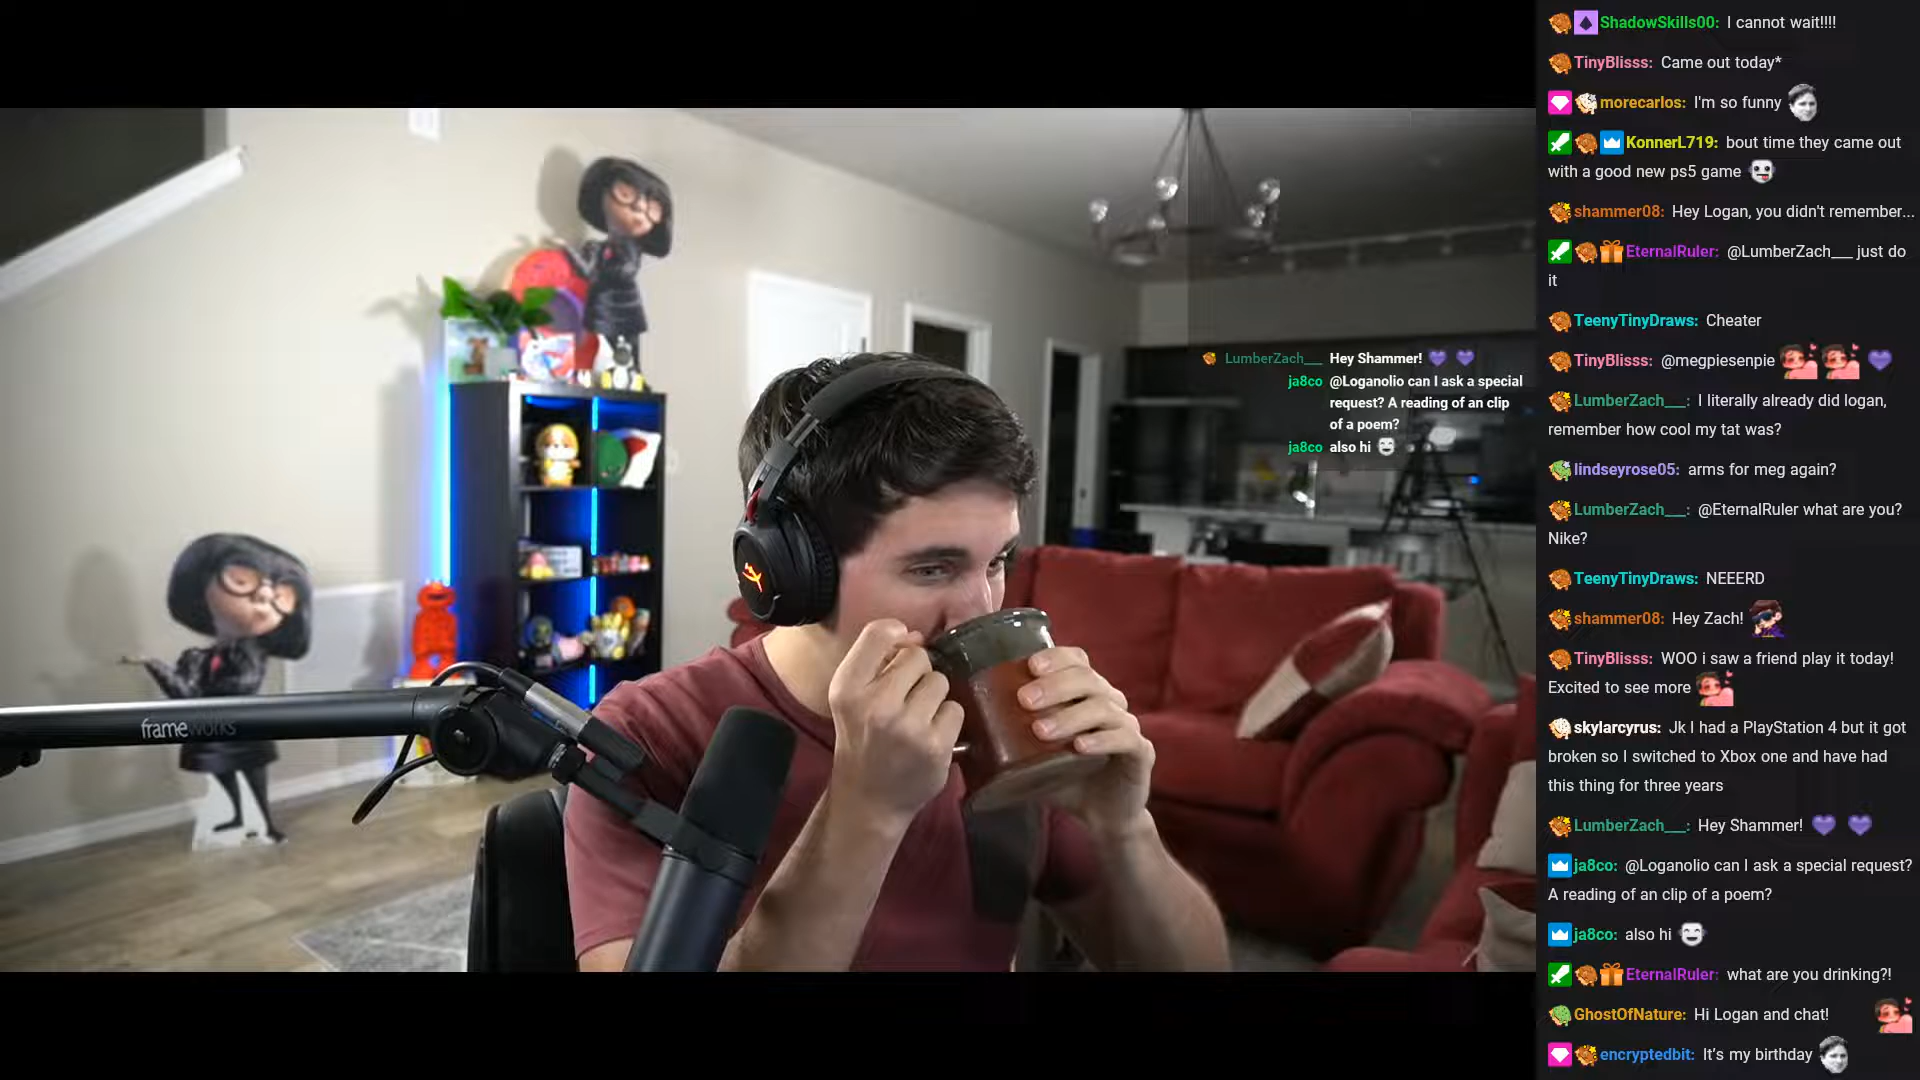 frameworks
LumberZach___ Hey Shammer!
ja8co @Loganolio can I ask a special
request? A reading of an clip
of a poem?
ja8co also hi
ShadowSkills00: I cannot wait!!!!
TinyBlisss: Came out today*
morecarlos: I'm so funny
KonnerL719: bout time they came out
with a good new ps5 game
shammer08: Hey Logan, you didn't remember...
EternalRuler: @LumberZach___ just do
it
TeenyTinyDraws: Cheater
TinyBlisss: @megpiesenpie
LumberZach___: I literally already did logan,
remember how cool my tat was?
lindseyrose05: arms for meg again?
LumberZach___: @EternalRuler what are you?
Nike?
TeenyTinyDraws: NEEERD
shammer08: Hey Zach!
TinyBlisss: WOO i saw a friend play it today!
Excited to see more
skylarcyrus: Jk I had a PlayStation 4 but it got
broken so I switched to Xbox one and have had
this thing for three years
LumberZach___: Hey Shammer!
ja8co: @Loganolio can I ask a special request?
A reading of an clip of a poem?
ja8co: also hi
EternalRuler: what are you drinking?!
GhostOfNature: Hi Logan and chat!
encryptedbit: It's my birthday